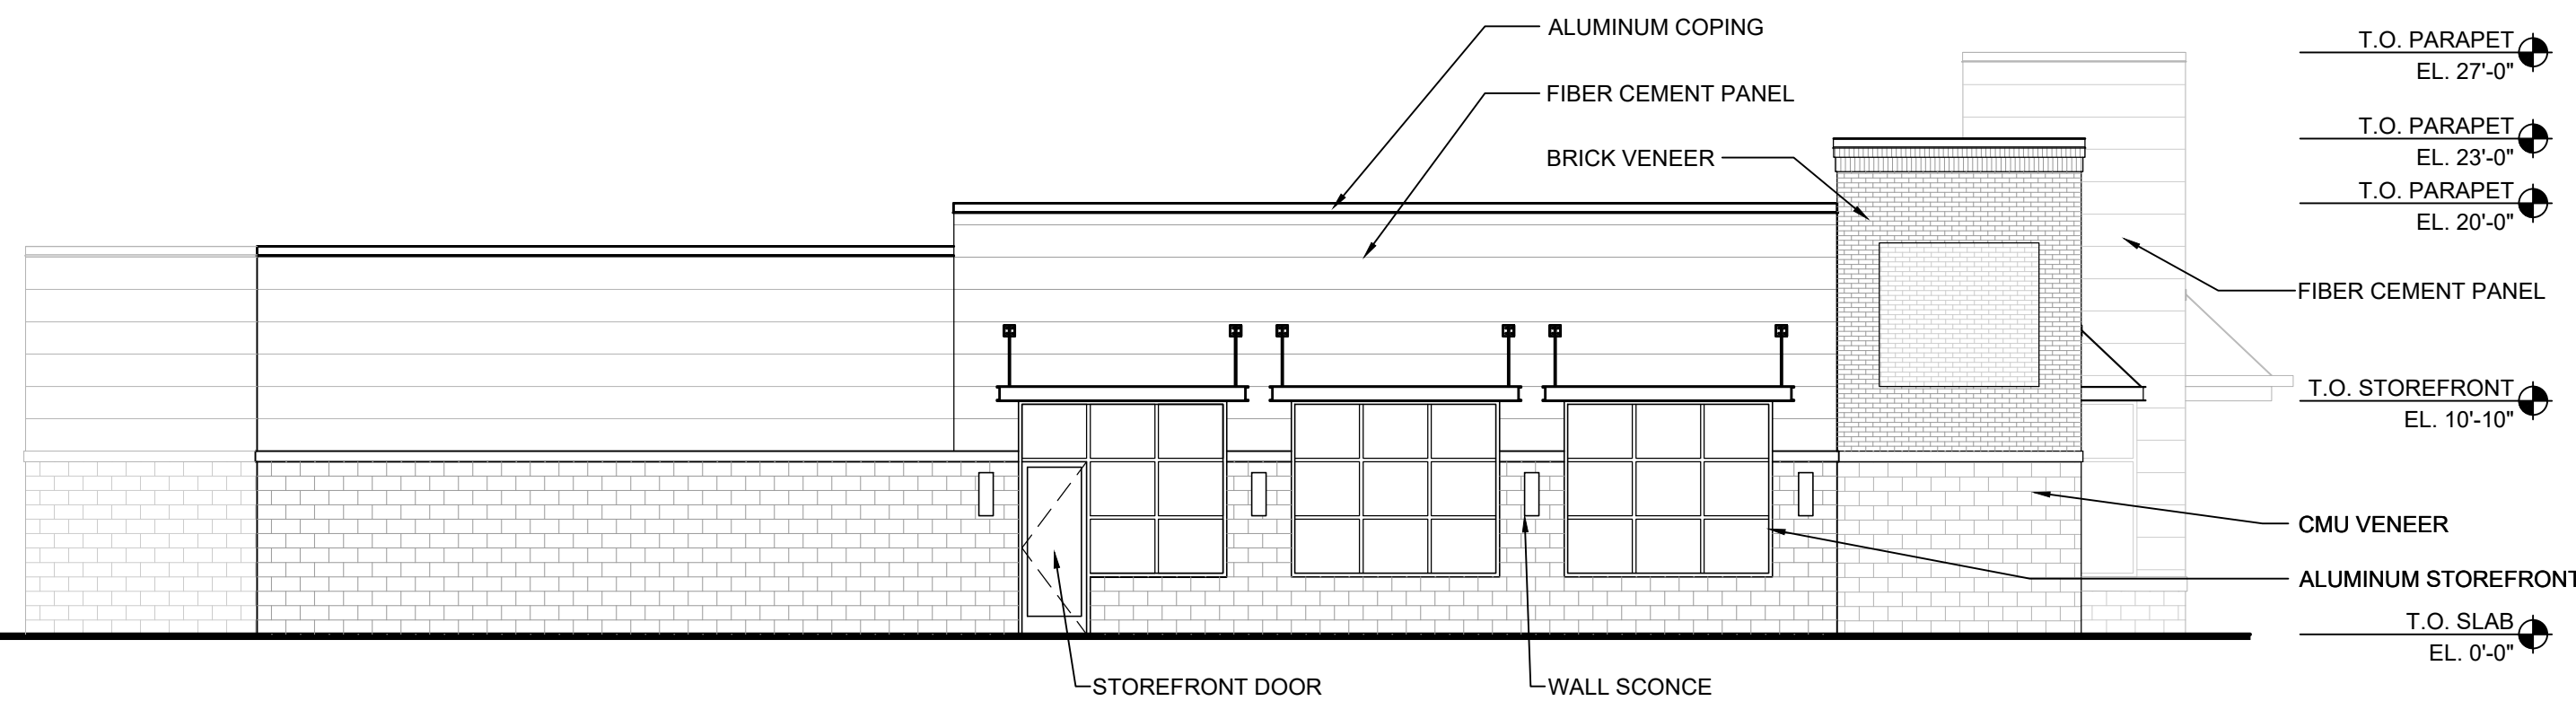 ALUMINUM COPING
FIBER CEMENT PANEL
BRICK VENEER
T.O. PARAPET
EL. 27'-0"
T.O. PARAPET
EL. 23'-0"
T.O. PARAPET
EL. 20'-0"
FIBER CEMENT PANEL
T.O. STOREFRONT
EL. 10'-10"
CMU VENEER
ALUMINUM STOREFRONT
T.O. SLAB
EL. 0'-0"
STOREFRONT DOOR
WALL SCONCE